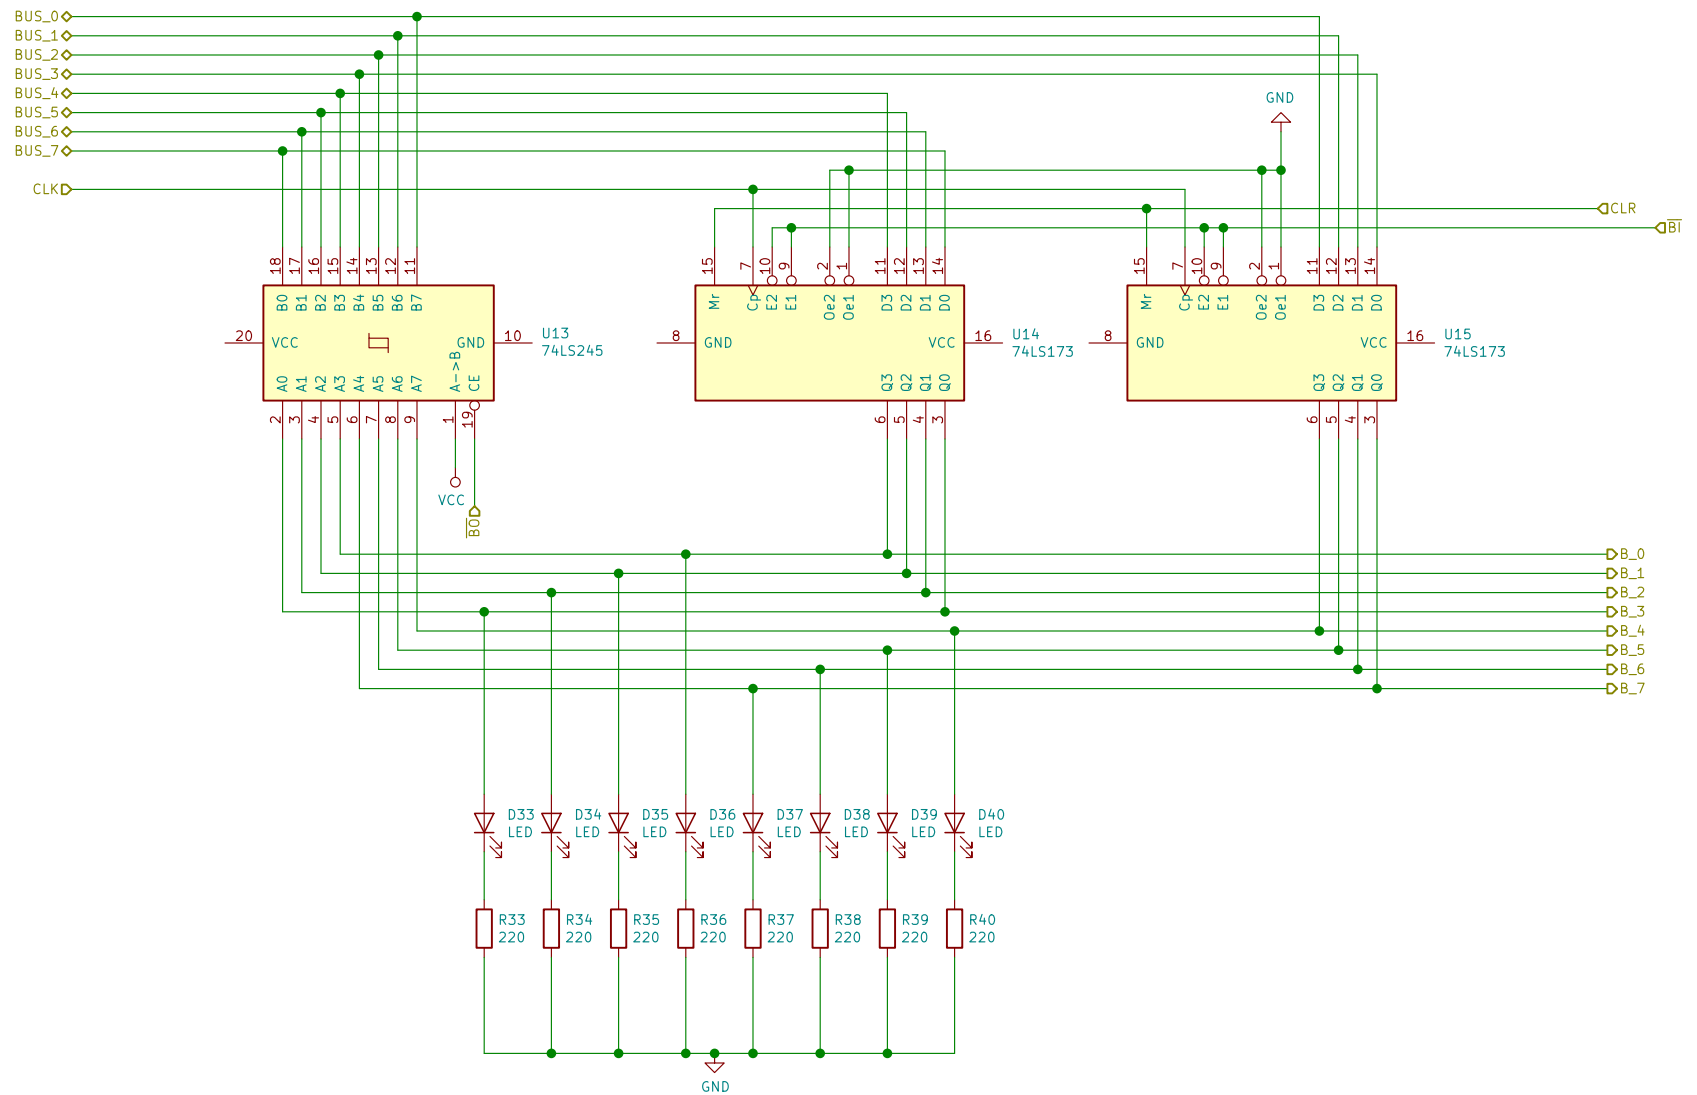 BUS_0
BUS_1
BUS_2
BUS_3
BUS_4
BUS_5
BUS_6
BUS_7
CLK
GND
CLR
BI
18 17 16 15 14 13 12 11
B0 B1 B2 B3 B4 B5 B6 B7
20 VCC GND 10
U13
74LS245
A0 A1 A2 A3 A4 A5 A6 A7 A->B CE
2 3 4 5 6 7 8 9 1 19
VCC
BO
15 7 10 9 2 1 11 12 13 14
Mr Cp E2 E1 Oe2 Oe1 D3 D2 D1 D0
8 GND VCC 16
U14
74LS173
Q3 Q2 Q1 Q0
6 5 4 3
15 7 10 9 2 1 11 12 13 14
Mr Cp E2 E1 Oe2 Oe1 D3 D2 D1 D0
8 GND VCC 16
U15
74LS173
Q3 Q2 Q1 Q0
6 5 4 3
B_0
B_1
B_2
B_3
B_4
B_5
B_6
B_7
D33 D34 D35 D36 D37 D38 D39 D40
LED LED LED LED LED LED LED LED
R33 R34 R35 R36 R37 R38 R39 R40
220 220 220 220 220 220 220 220
GND